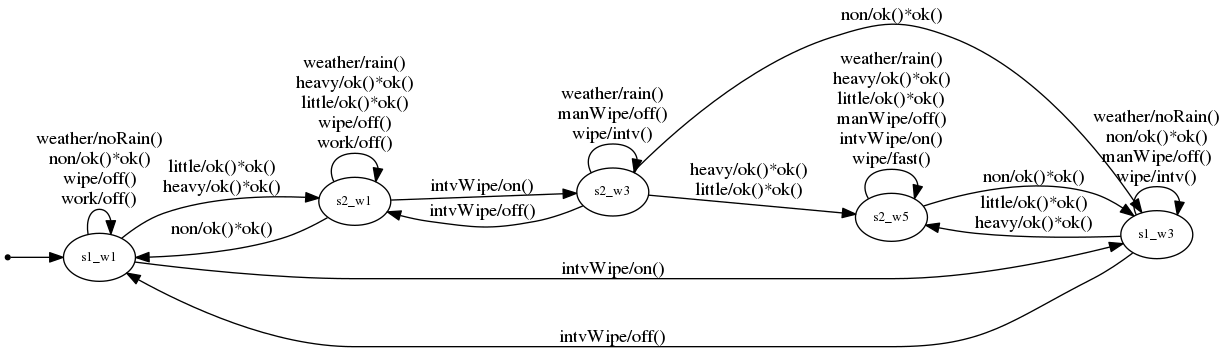 non/ok()*ok()
weather/rain()
heavy/ok()*ok()
little/ok()*ok()
manWipe/off()
intvWipe/on()
wipe/fast()
weather/rain()
heavy/ok()*ok()
little/ok()*ok()
wipe/off()
work/off()
weather/rain()
manWipe/off()
wipe/intv()
weather/noRain()
non/ok()*ok()
manWipe/off()
wipe/intv()
weather/noRain()
non/ok()*ok()
wipe/off()
work/off()
little/ok()*ok()
heavy/ok()*ok()
intvWipe/on()
heavy/ok()*ok()
little/ok()*ok()
non/ok()*ok()
s2_w1
s2_w3
s2_w5
s1_w3
s1_w1
intvWipe/off()
non/ok()*ok()
little/ok()*ok()
heavy/ok()*ok()
intvWipe/on()
intvWipe/off()